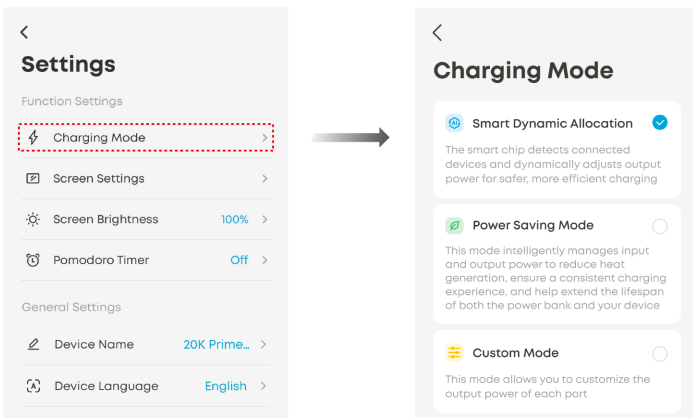 Settings
Function Settings
Charging Mode
Screen Settings
Screen Brightness 100%
Pomodoro Timer Off
General Settings
Device Name 20K Prime...
Device Language English
Charging Mode
AI Smart Dynamic Allocation
The smart chip detects connected
devices and dynamically adjusts output
power for safer, more efficient charging
Power Saving Mode
This mode intelligently manages input
and output power to reduce heat
generation, ensure a consistent charging
experience, and help extend the lifespan
of both the power bank and your device
Custom Mode
This mode allows you to customize the
output power of each port